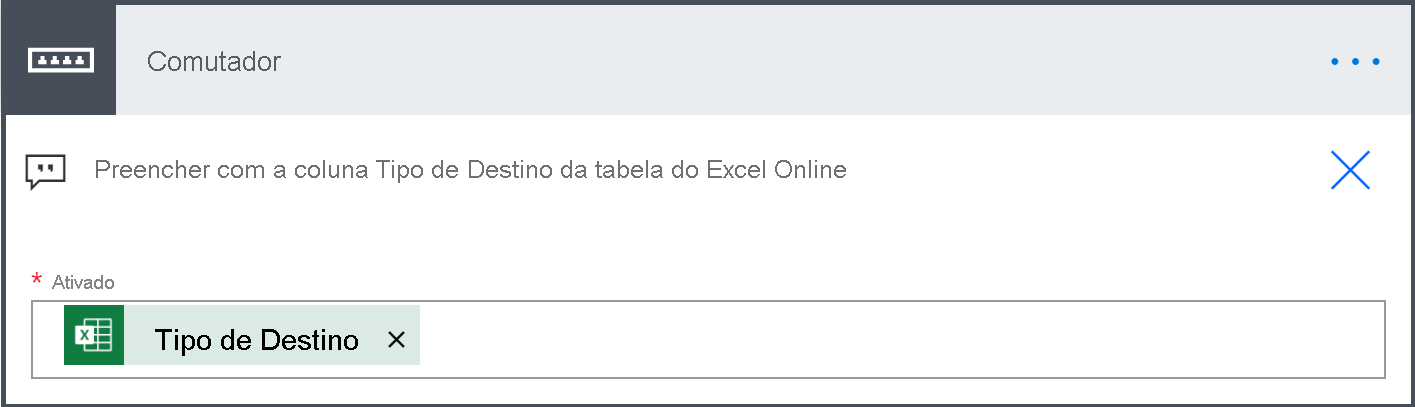 Comutador
Preencher com a coluna Tipo de Destino da tabela do Excel Online
* Ativado
Tipo de Destino